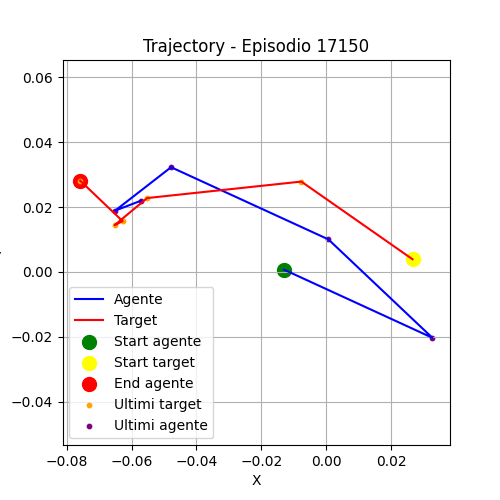 Trajectory - Episodio 17150
0.06
0.04
0.02
0.00
−0.02
−0.04
Agente
Target
Start agente
Start target
End agente
Ultimi target
Ultimi agente
−0.08
−0.06
−0.04
−0.02
0.00
0.02
X